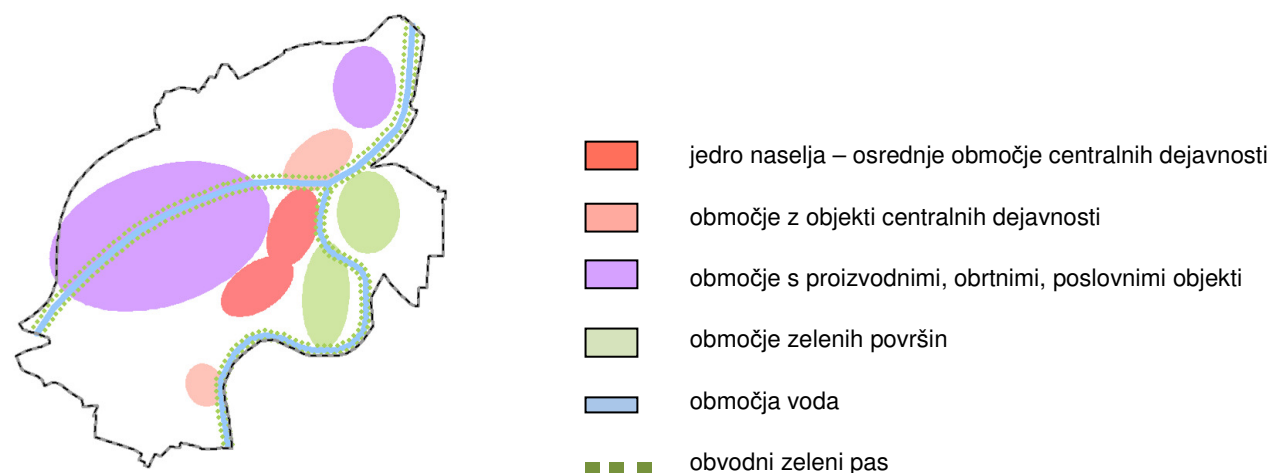 jedro naselja – osrednje območje centralnih dejavnosti
območje z objekti centralnih dejavnosti
območje s proizvodnimi, obrtnimi, poslovnimi objekti
območje zelenih površin
območja voda
obvodni zeleni pas